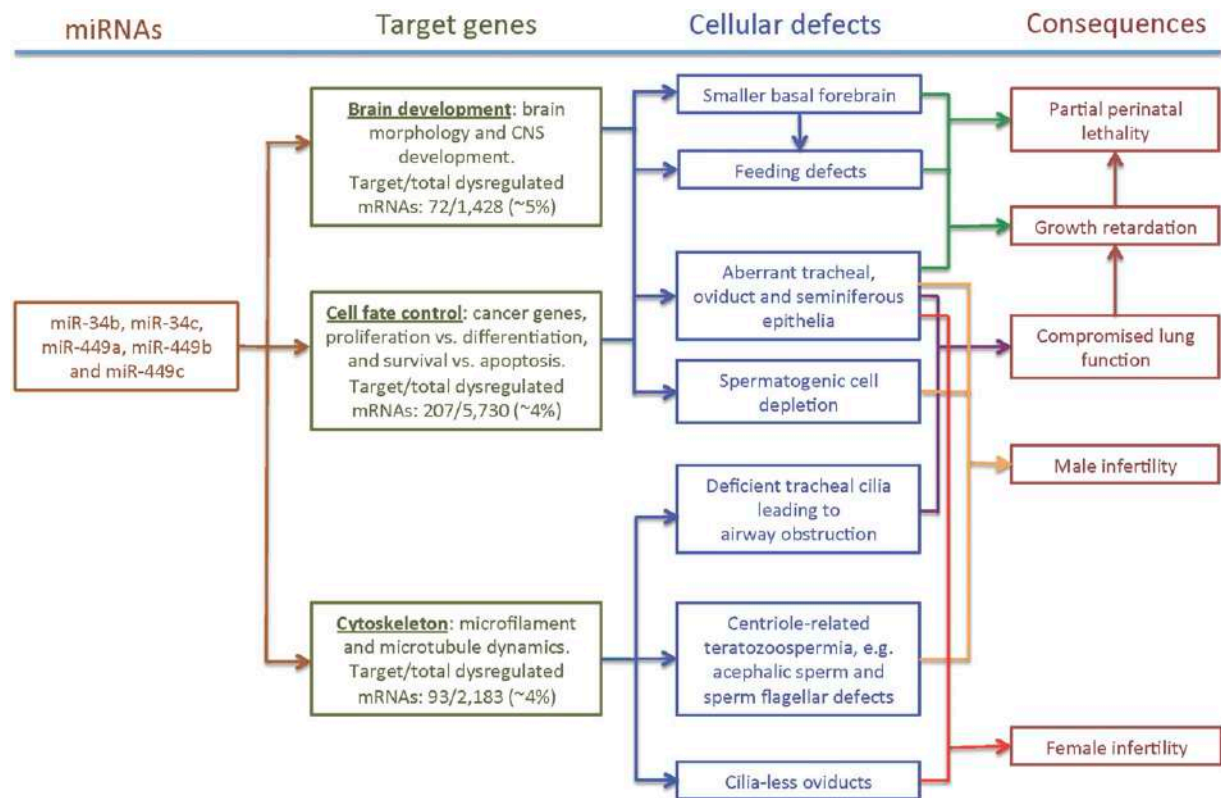 miRNAs
Target genes
Cellular defects
Consequences
miR-34b, miR-34c,
miR-449a, miR-449b
and miR-449c
Brain development: brain
morphology and CNS
development.
Target/total dysregulated
mRNAs: 72/1,428 (~5%)
Cell fate control: cancer genes,
proliferation vs. differentiation,
and survival vs. apoptosis.
Target/total dysregulated
mRNAs: 207/5,730 (~4%)
Cytoskeleton: microfilament
and microtubule dynamics.
Target/total dysregulated
mRNAs: 93/2,183 (~4%)
Smaller basal forebrain
Feeding defects
Aberrant tracheal,
oviduct and seminiferous
epithelia
Spermatogenic cell
depletion
Deficient tracheal cilia
leading to
airway obstruction
Centriole-related
teratozoospermia, e.g.
acephalic sperm and
sperm flagellar defects
Cilia-less oviducts
Partial perinatal
lethality
Growth retardation
Compromised lung
function
Male infertility
Female infertility